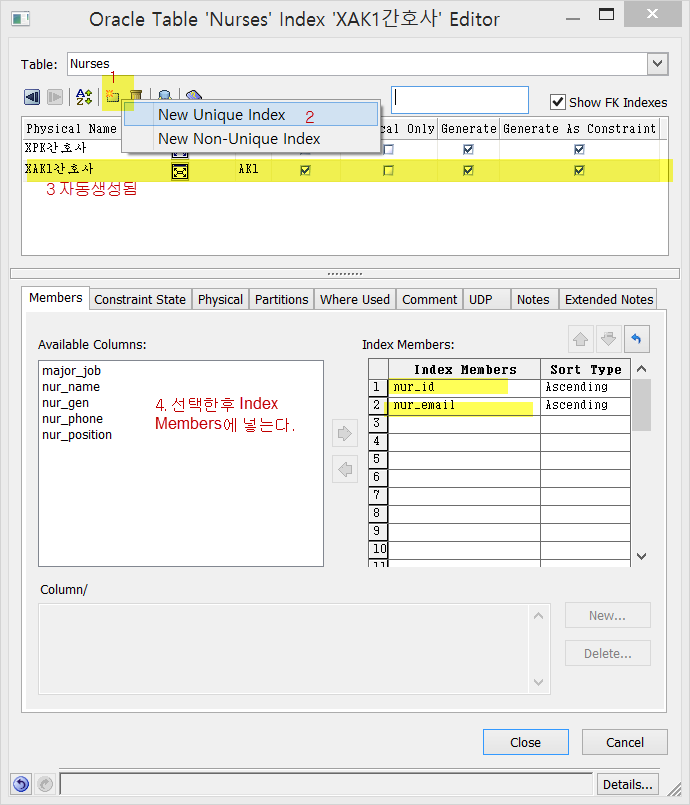 Oracle Table 'Nurses' Index 'XAK1간호사' Editor
Table:
Nurses
1
Show FK Indexes
New Unique Index 2
New Non-Unique Index
Physical Name
al Only Generate Generate As Constraint
XPK간호사
XAK1간호사 AK1
3 자동생성됨
Members Constraint State Physical Partitions Where Used Comment UDP Notes Extended Notes
Available Columns:
major_job
nur_name
nur_gen
nur_phone
nur_position
4. 선택한후 Index
Members에 넣는다.
Index Members:
Index Members Sort Type
1 nur_id Ascending
2 nur_email Ascending
3
4
5
6
7
8
9
10
11
Column/
New...
Delete...
Close Cancel
Details...